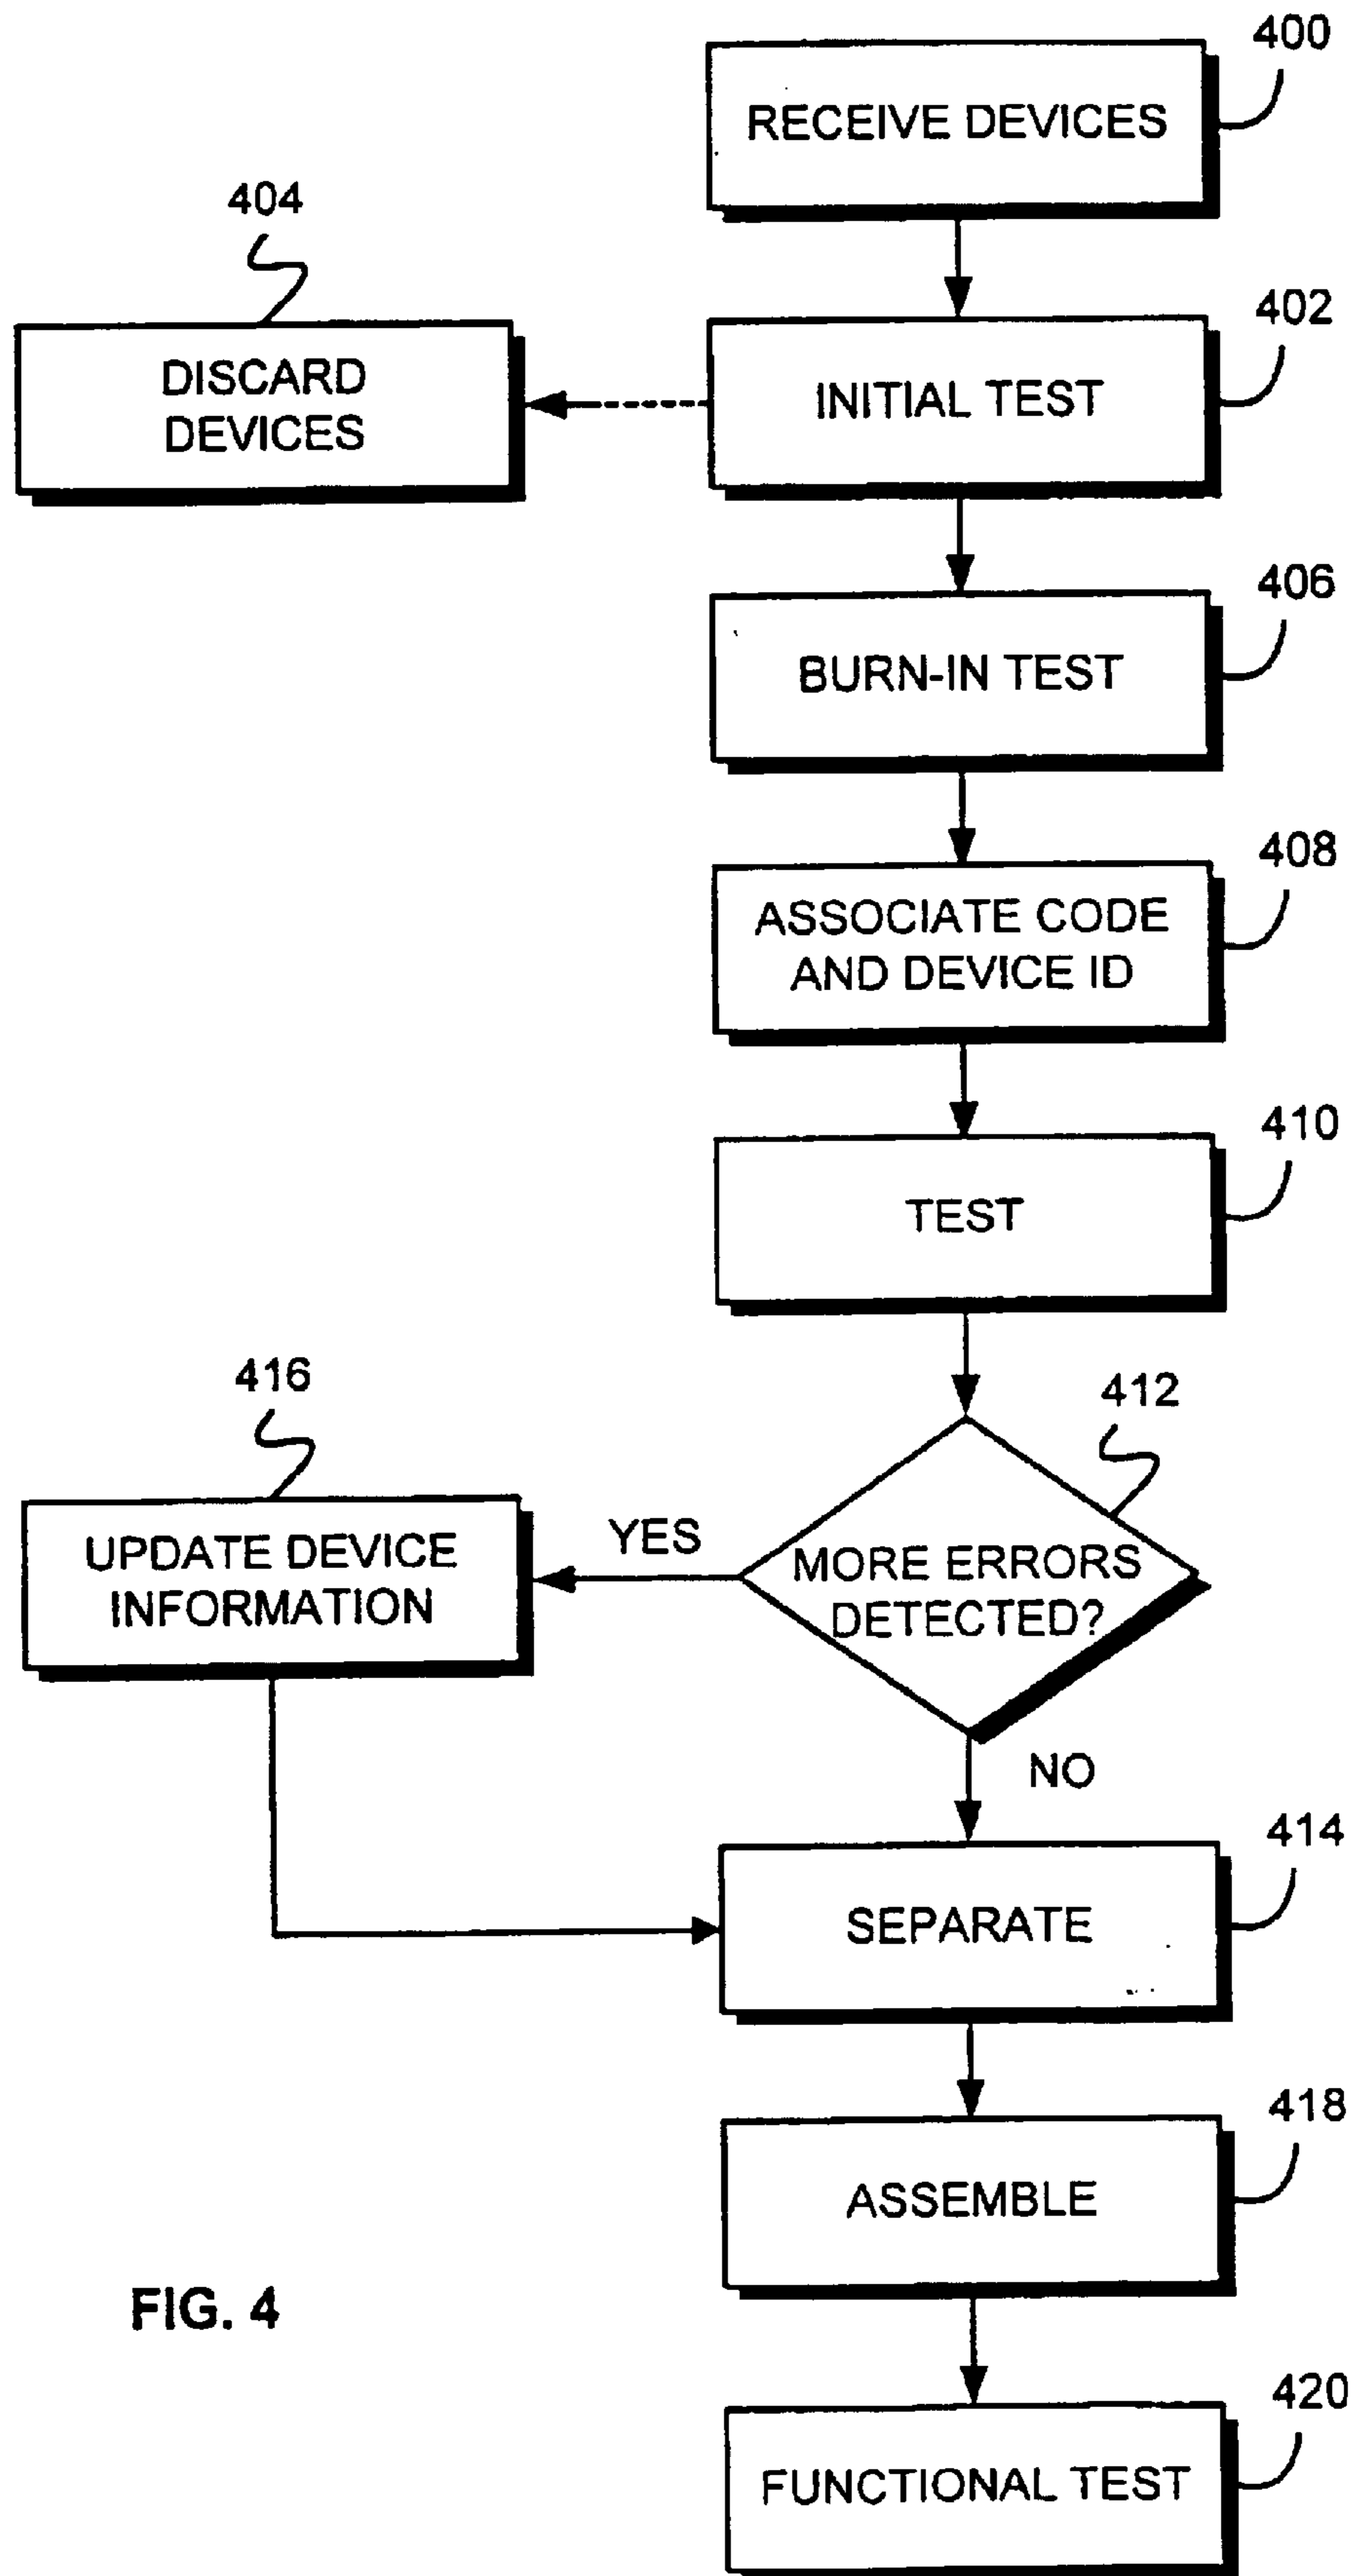 400
RECEIVE DEVICES
404
402
DISCARD
DEVICES
INITIAL TEST
406
BURN-IN TEST
408
ASSOCIATE CODE
AND DEVICE ID
410
TEST
416
412
UPDATE DEVICE
INFORMATION
YES
MORE ERRORS
DETECTED?
NO
414
SEPARATE
418
ASSEMBLE
FIG. 4
420
FUNCTIONAL TEST